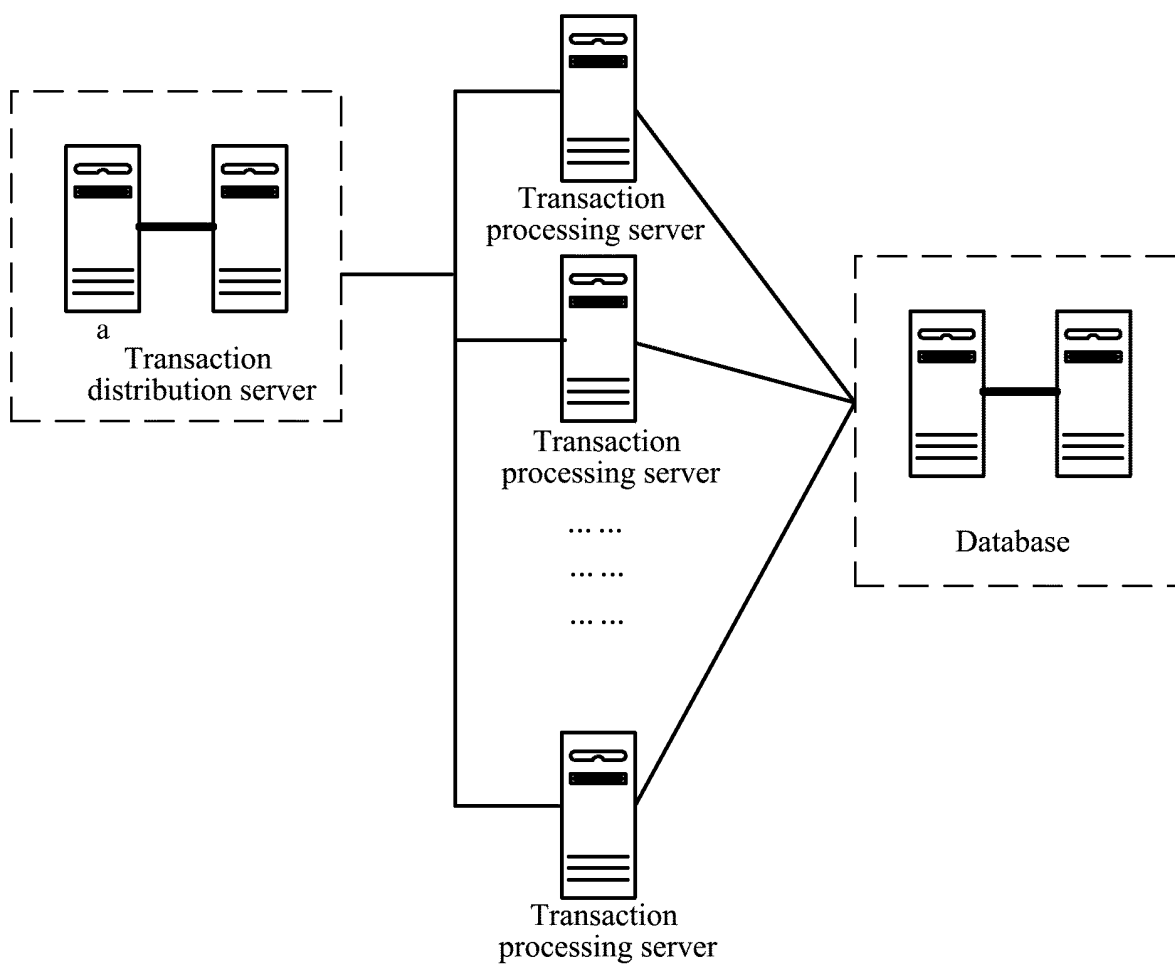 Transaction
processing server
a
Transaction
distribution server
Transaction
processing server
... ...
... ...
... ...
Database
Transaction
processing server